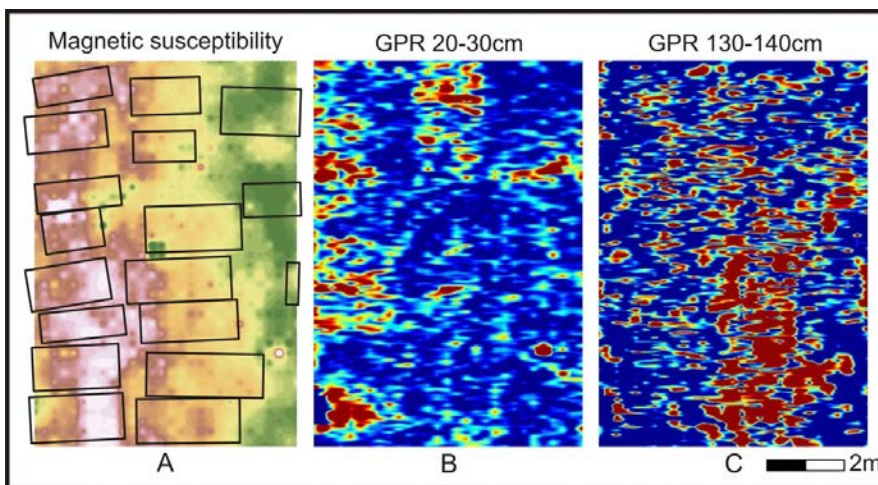 Magnetic susceptibility
GPR 20-30cm
GPR 130-140cm
A
B
C
2m